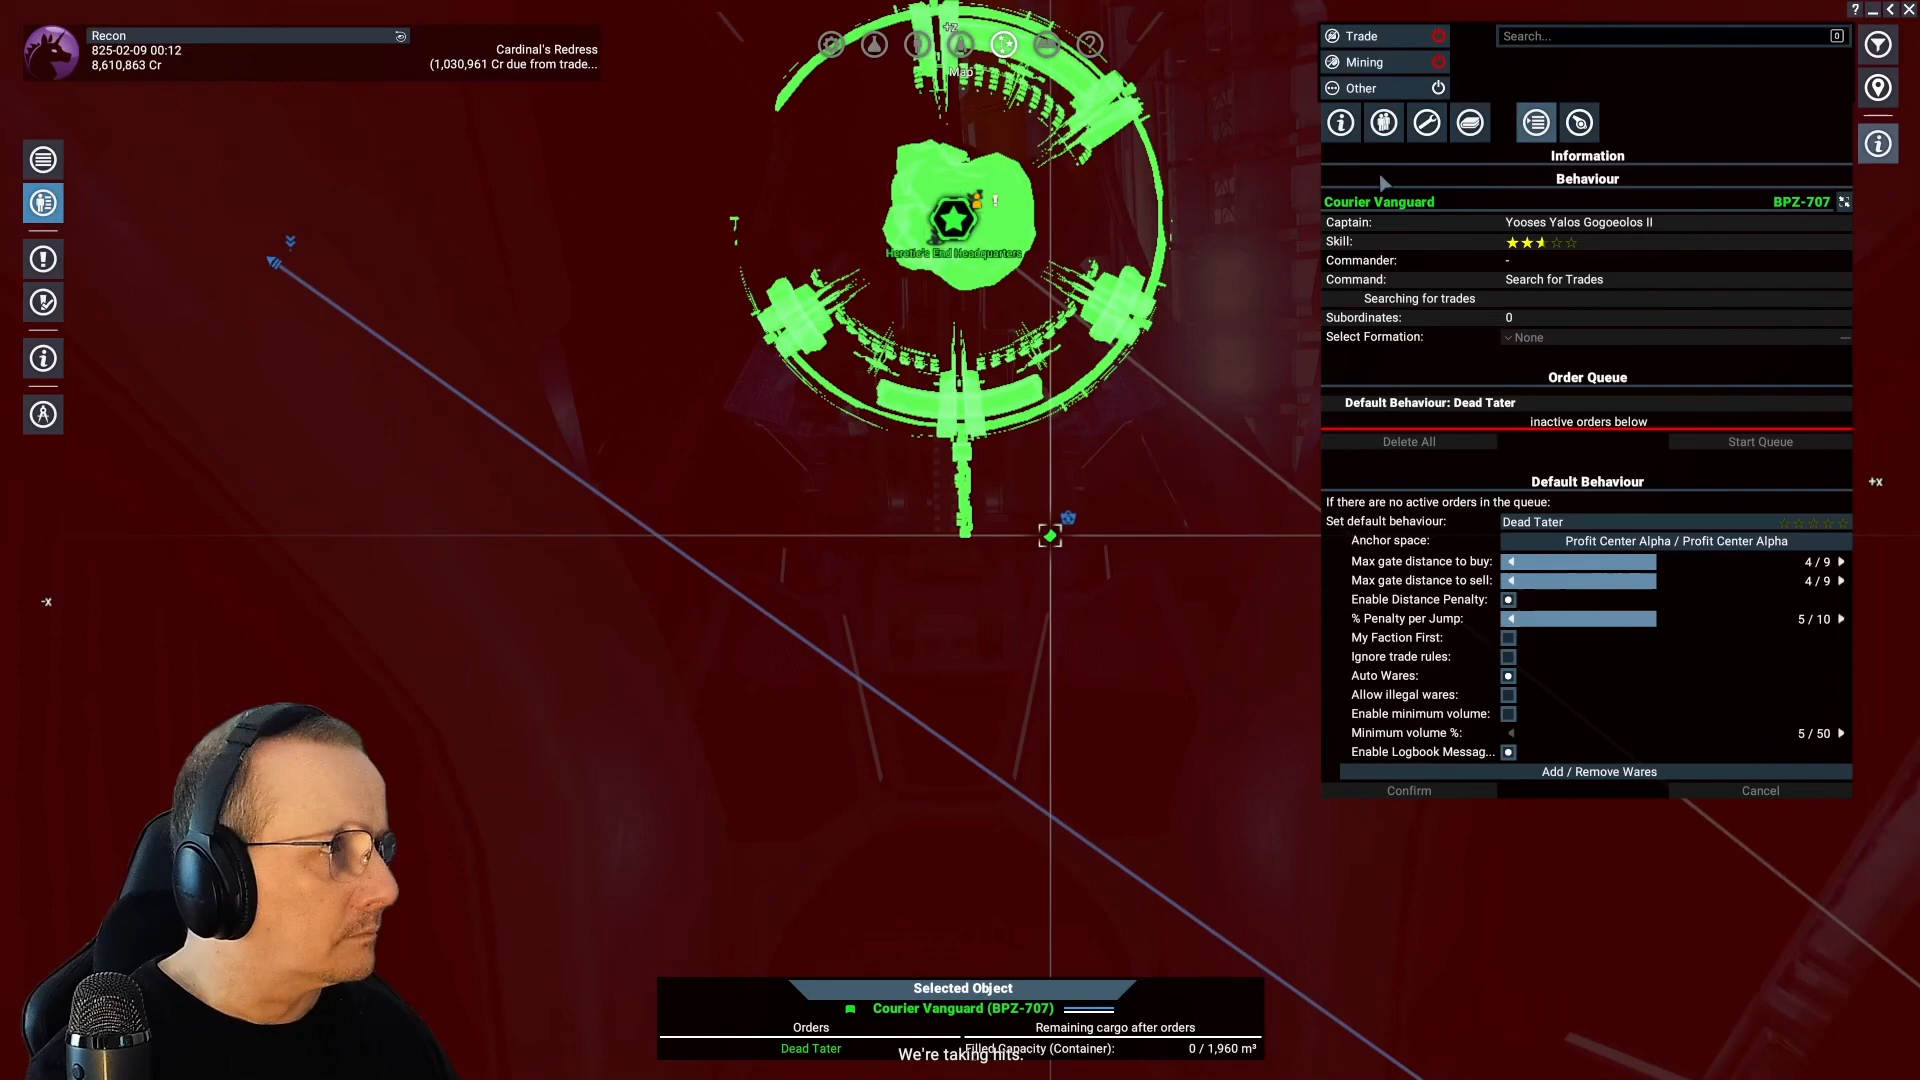 Recon
825-02-09 00:12
8,610,863 Cr
Cardinal's Redress
(1,030,961 Cr due from trade...
+z
Map
Heretic's End Headquarters
-x
+x
Trade
Mining
Other
Search...
0
Information
Behaviour
Courier Vanguard BPZ-707
Captain: Yooses Yalos Gogoeolos II
Skill:
Commander: -
Command: Search for Trades
Searching for trades
Subordinates: 0
Select Formation: None
Order Queue
Default Behaviour: Dead Tater
inactive orders below
Delete All Start Queue
Default Behaviour
If there are no active orders in the queue:
Set default behaviour: Dead Tater
Anchor space: Profit Center Alpha / Profit Center Alpha
Max gate distance to buy: 4 / 9
Max gate distance to sell: 4 / 9
Enable Distance Penalty:
% Penalty per Jump: 5 / 10
My Faction First:
Ignore trade rules:
Auto Wares:
Allow illegal wares:
Enable minimum volume:
Minimum volume %: 5 / 50
Enable Logbook Messag...
Add / Remove Wares
Confirm Cancel
Selected Object
Courier Vanguard (BPZ-707)
Orders Remaining cargo after orders
Dead Tater Filled Capacity (Container): 0 / 1,960 m³
We're taking hits.